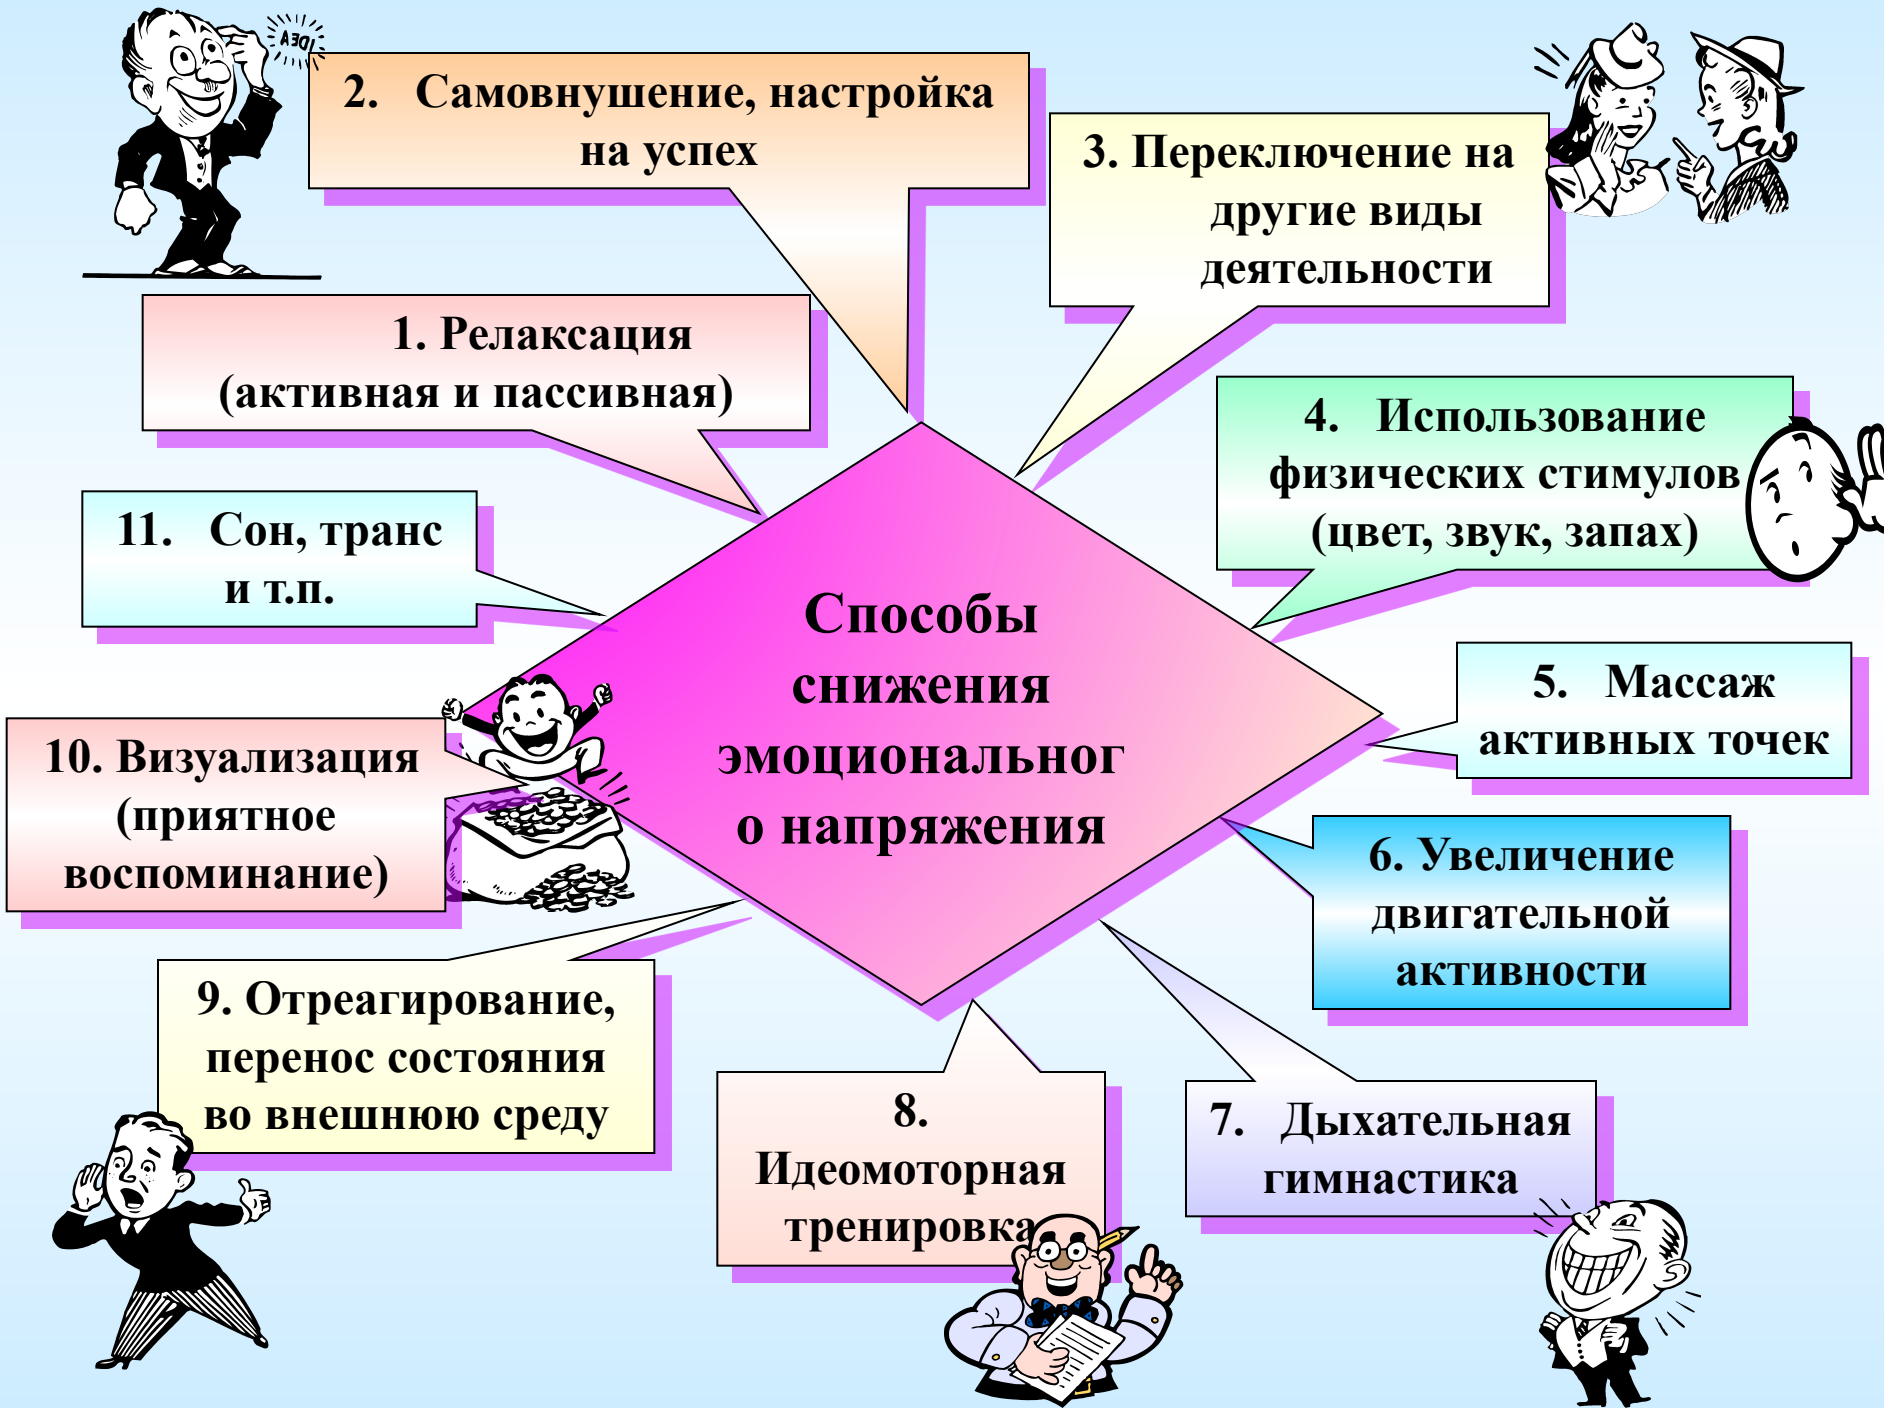 IDEA
2. Самовнушение, настройка
на успех
3. Переключение на
другие виды
деятельности
1. Релаксация
(активная и пассивная)
4. Использование
физических стимулов
(цвет, звук, запах)
11. Сон, транс
и т.п.
Способы
снижения
эмоциональног
о напряжения
5. Массаж
активных точек
10. Визуализация
(приятное
воспоминание)
6. Увеличение
двигательной
активности
9. Отреагирование,
перенос состояния
во внешнюю среду
8.
Идеомоторная
тренировка
7. Дыхательная
гимнастика